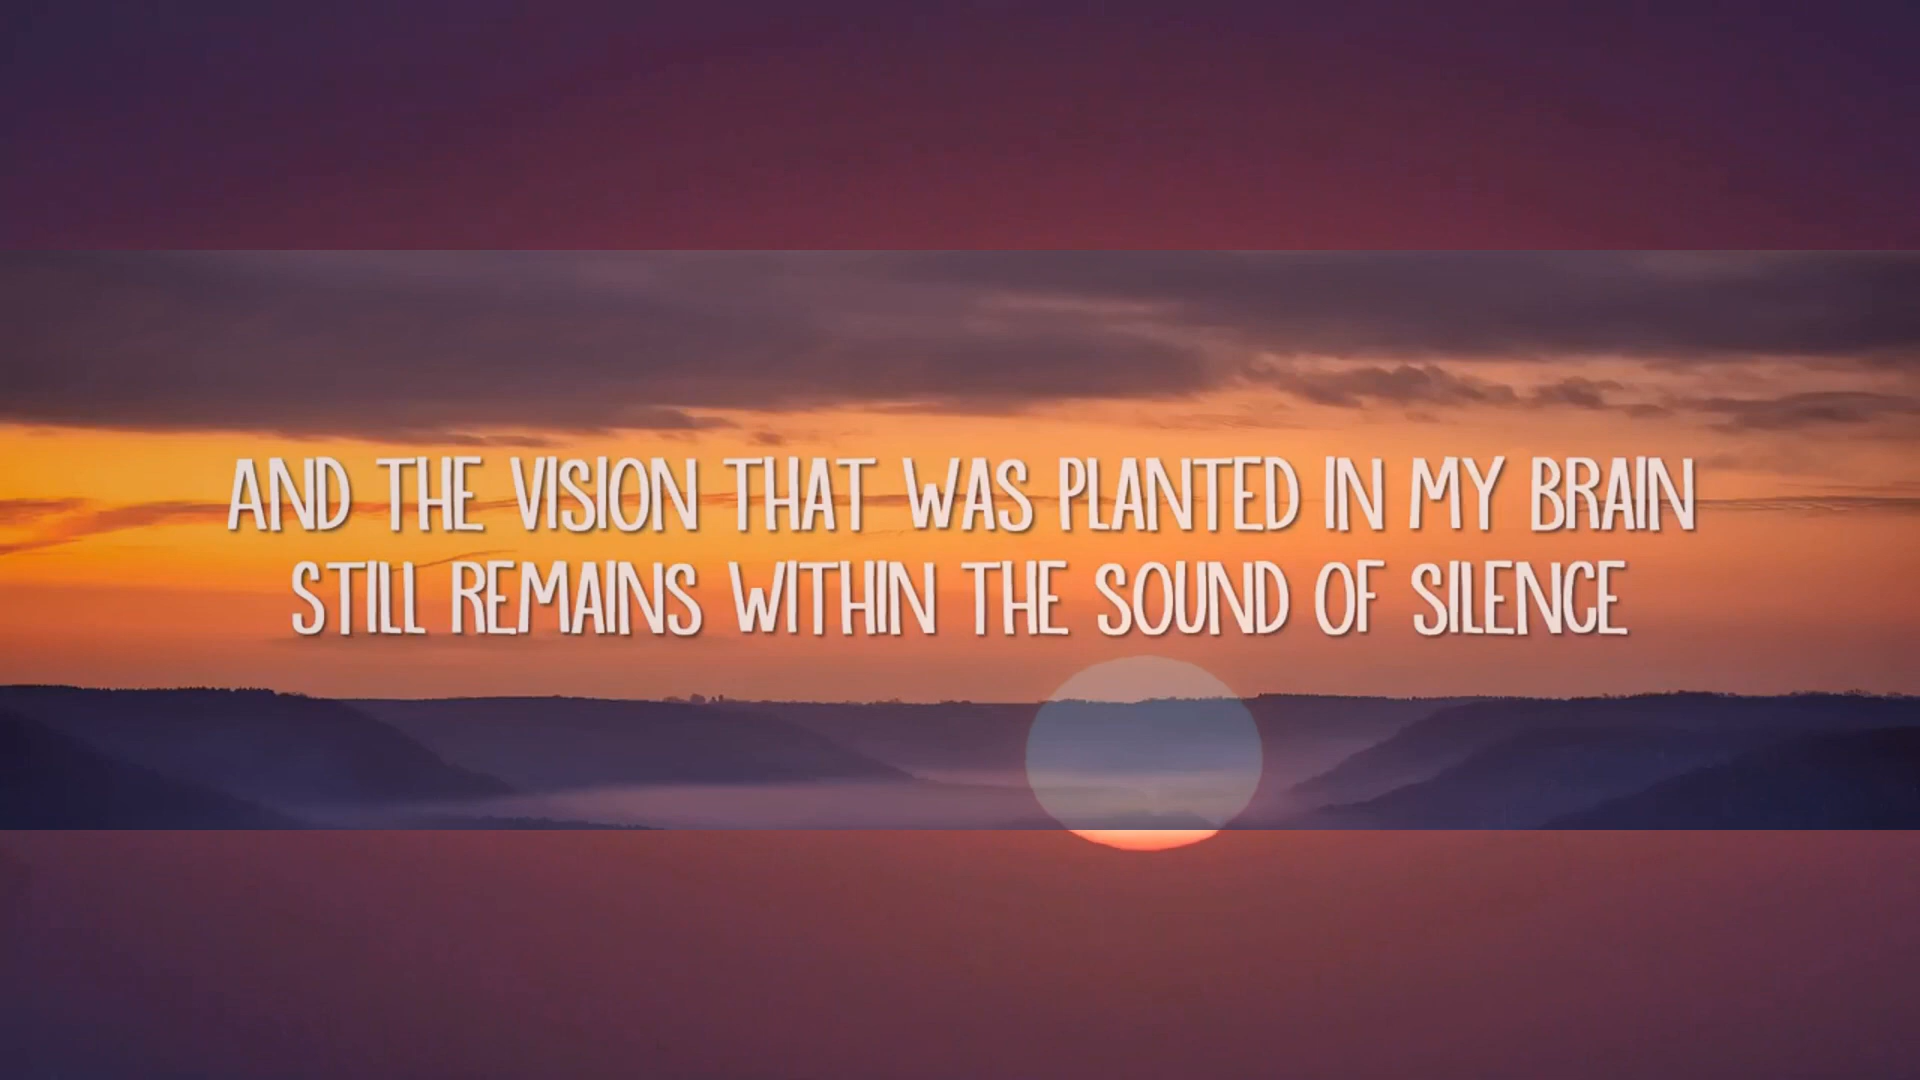 AND THE VISION THAT WAS PLANTED IN MY BRAIN
STILL REMAINS WITHIN THE SOUND OF SILENCE